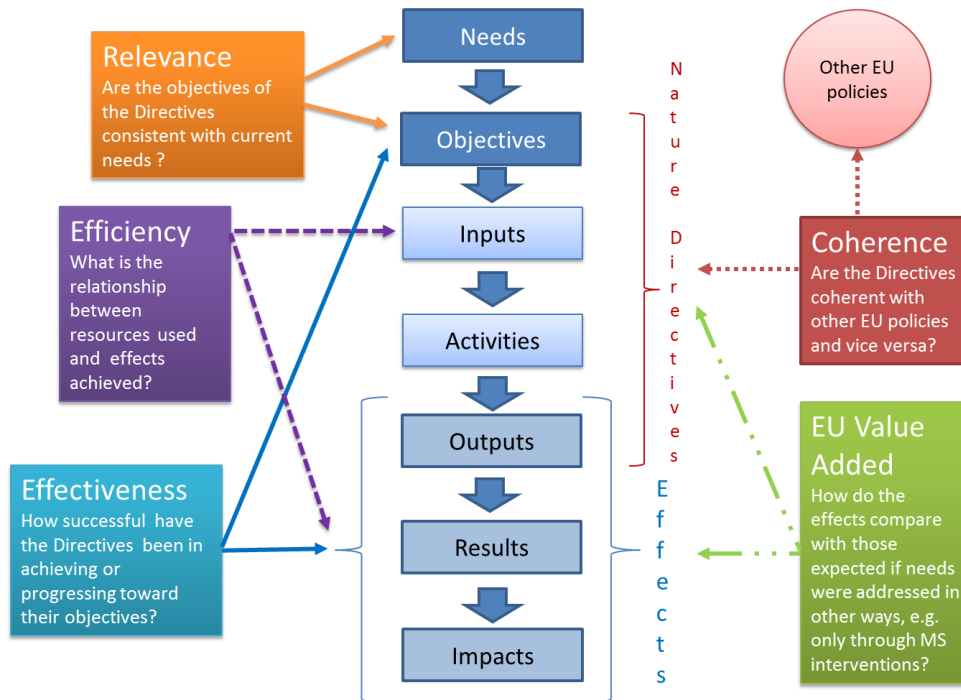 Needs
Relevance
Are the objectives of
the Directives
consistent with current
needs ?
Other EU
policies
Objectives
Nature Directives
Efficiency
What is the
relationship
between
resources used
and effects
achieved?
Inputs
Coherence
Are the Directives
coherent with
other EU policies
and vice versa?
Activities
Outputs
EU Value
Added
How do the
effects compare
with those
expected if needs
were addressed in
other ways, e.g.
only through MS
interventions?
Effectiveness
How successful have
the Directives been in
achieving or
progressing toward
their objectives?
Effects
Results
Impacts